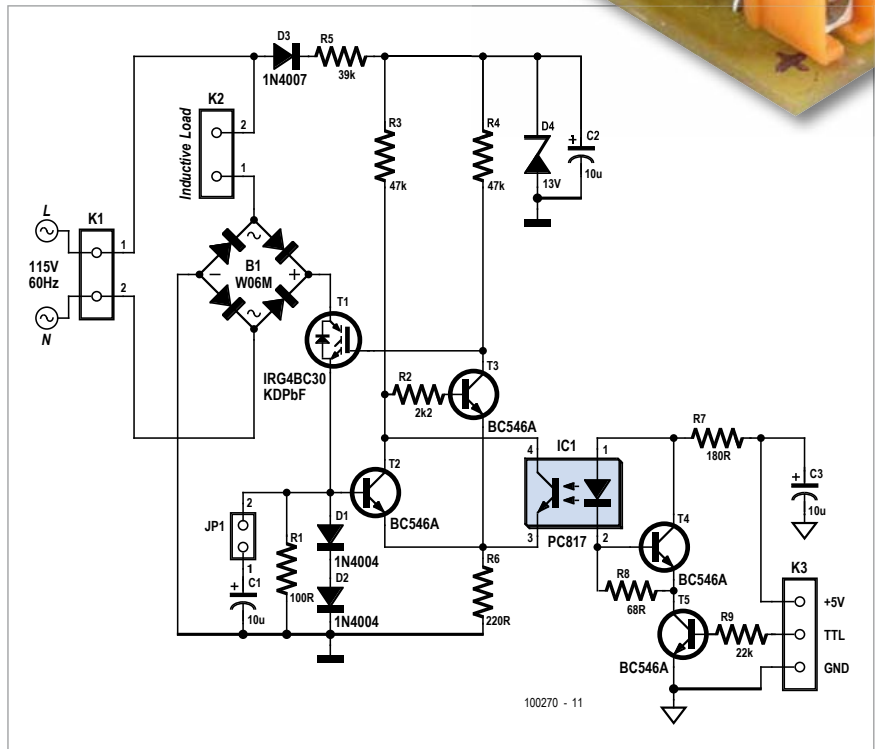 D3
1N4007
R5
39k
K2
2
1
Inductive Load
R3
47k
R4
47k
D4
13V
+
C2
10u
L
K1
115V
60Hz
1
2
N
B1
W06M
−
+
T1
IRG4BC30
KDPbF
R2
2k2
T3
BC546A
IC1
4
1
3
2
PC817
R7
180R
+
C3
10u
T2
BC546A
JP1
2
1
+
C1
10u
R1
100R
D1
1N4004
D2
1N4004
R6
220R
T4
BC546A
R8
68R
T5
BC546A
R9
22k
K3
+5V
TTL
GND
100270 - 11